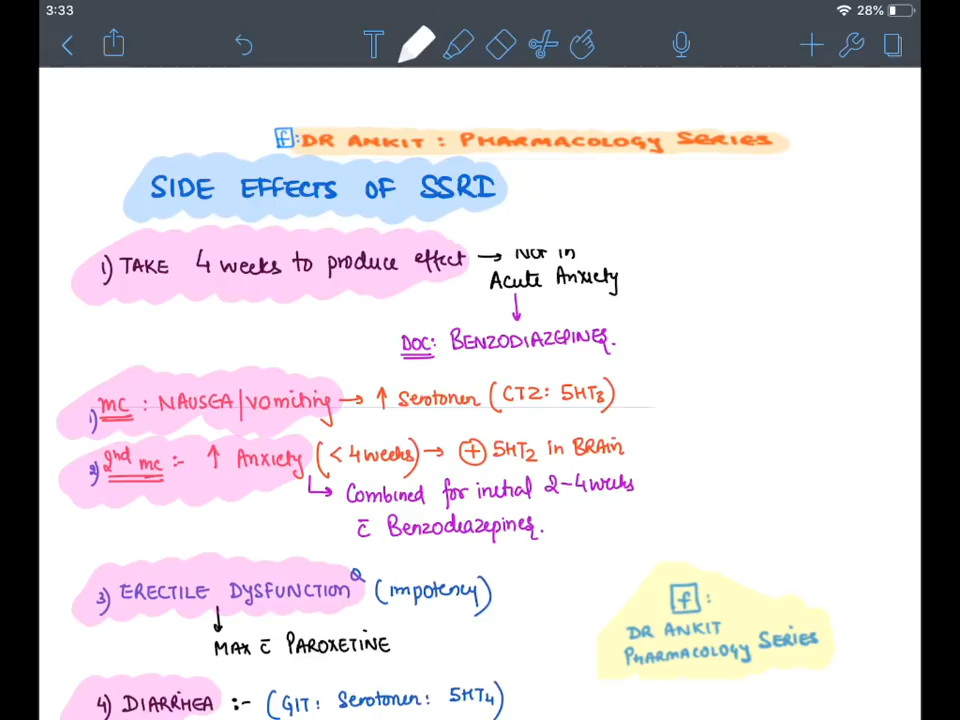 3:33
28%
f: DR ANKIT : PHARMACOLOGY SERIES
SIDE EFFECTS OF SSRI
1) TAKE 4 weeks to produce effect → Not in
Acute Anxiety
↓
DOC: BENZODIAZEPINES.
1) mc : NAUSEA/Vomiting → ↑ Serotonen (CTZ: 5HT3)
2) 2nd mc :- ↑ Anxiety (<4 weeks) → + 5HT2 in BRAIN
↳ Combined for initial 2-4 weeks
c̄ Benzodiazepines.
3) ERECTILE DYSFUNCTION Q (impotency)
↓
MAX c̄ PAROXETINE
f:
DR ANKIT
PHARMACOLOGY SERIES
4) DIARRHEA :- (GIT: Serotonen: 5HT4)